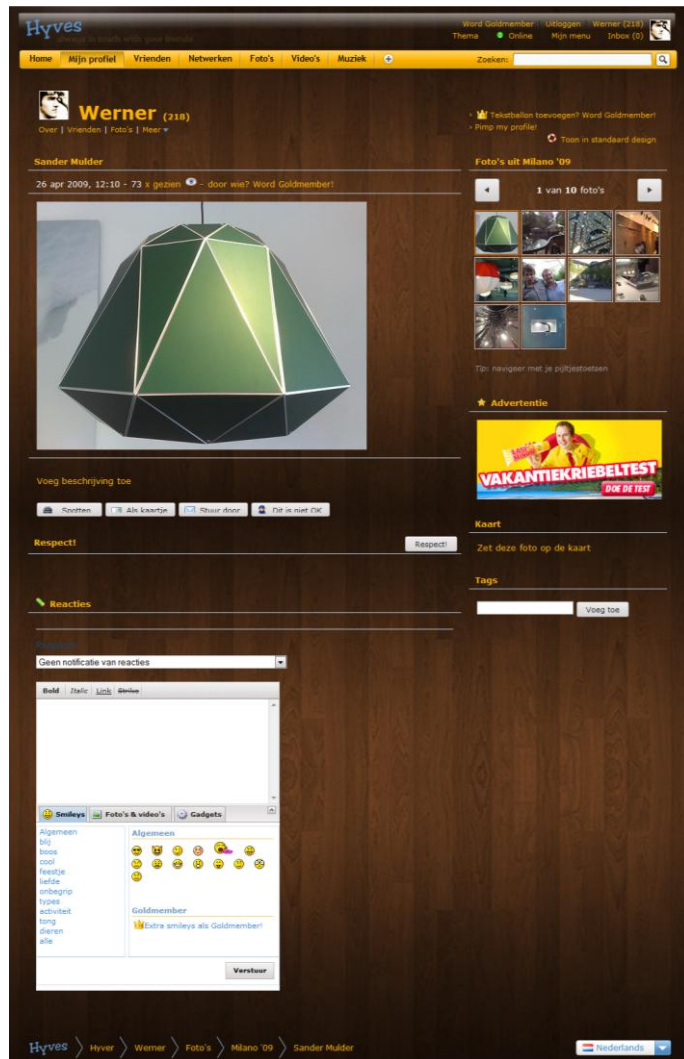 Hyves
always in touch with your friends
Word Goldmember Uitloggen Werner (218)
Thema Online Mijn menu Inbox (0)
Home Mijn profiel Vrienden Netwerken Foto's Video's Muziek
Zoeken:
Werner (218)
Over | Vrienden | Foto's | Meer
Tekstballon toevoegen? Word Goldmember!
Pimp my profile!
Toon in standaard design
Sander Mulder
26 apr 2009, 12:10 - 73 x gezien - door wie? Word Goldmember!
Foto's uit Milano '09
1 van 10 foto's
Tip: navigeer met je pijltjestoetsen
Advertentie
VAKANTIEKRIEBELTEST
DOE DE TEST
Voeg beschrijving toe
Spotten Als kaartje Stuur door Dit is niet OK
Respect!
Respect!
Kaart
Zet deze foto op de kaart
Tags
Voeg toe
Reacties
Geen notificatie van reacties
Bold Italic Link Strike
Smileys Foto's & video's Gadgets
Algemeen
blij
boos
cool
feestje
liefde
onbegrip
types
activiteit
tong
dieren
alle
Algemeen
Goldmember
Extra smileys als Goldmember!
Verstuur
Hyves Hyver Werner Foto's Milano '09 Sander Mulder
Nederlands